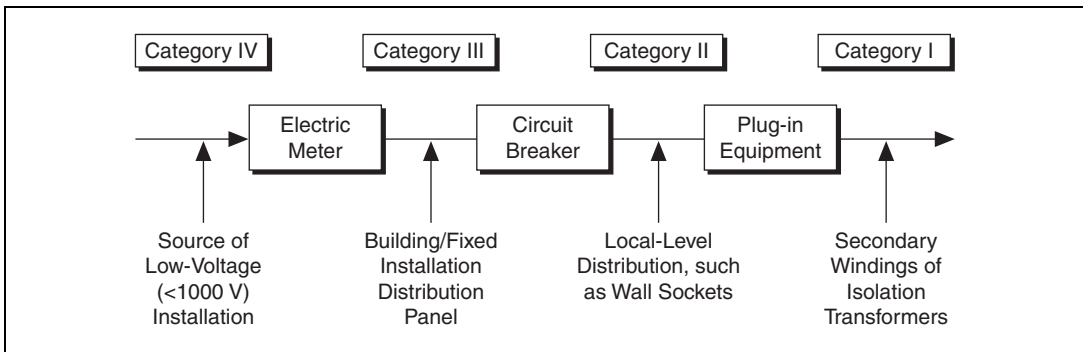 Category IV
Category III
Category II
Category I
Electric
Meter
Circuit
Breaker
Plug-in
Equipment
Source of
Low-Voltage
(<1000 V)
Installation
Building/Fixed
Installation
Distribution
Panel
Local-Level
Distribution, such
as Wall Sockets
Secondary
Windings of
Isolation
Transformers